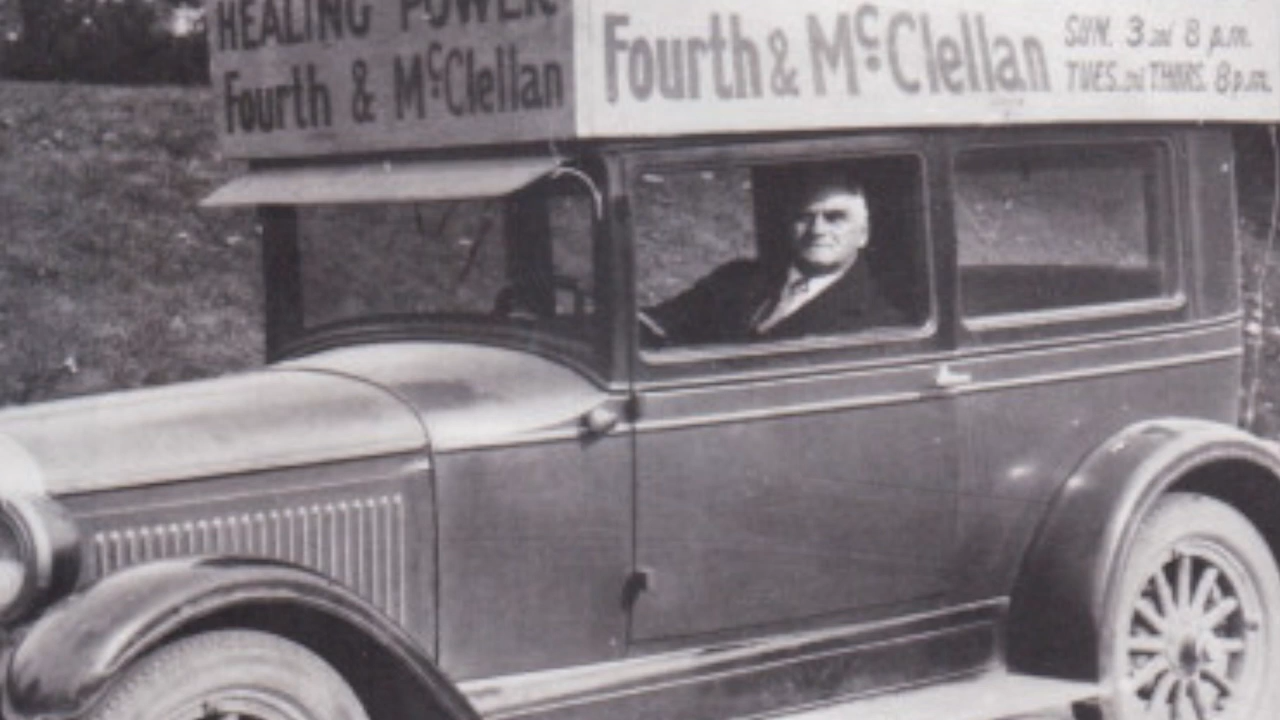 HEALING POWER
Fourth & McClellan
Fourth & McClellan
SUN. 3 and 8 p.m.
TUES. and THURS. 8 p.m.